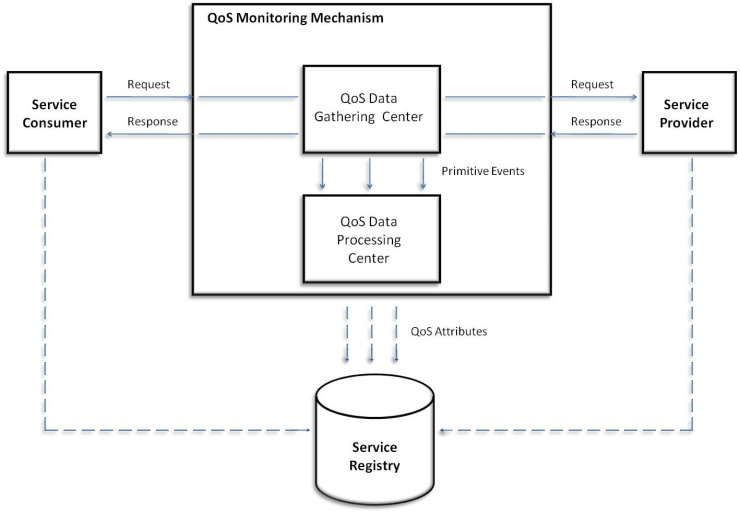 QoS Monitoring Mechanism
Request
Request
QoS Data
Gathering Center
Service
Consumer
Service
Provider
Response
Response
Primitive Events
QoS Data
Processing
Center
QoS Attributes
Service
Registry